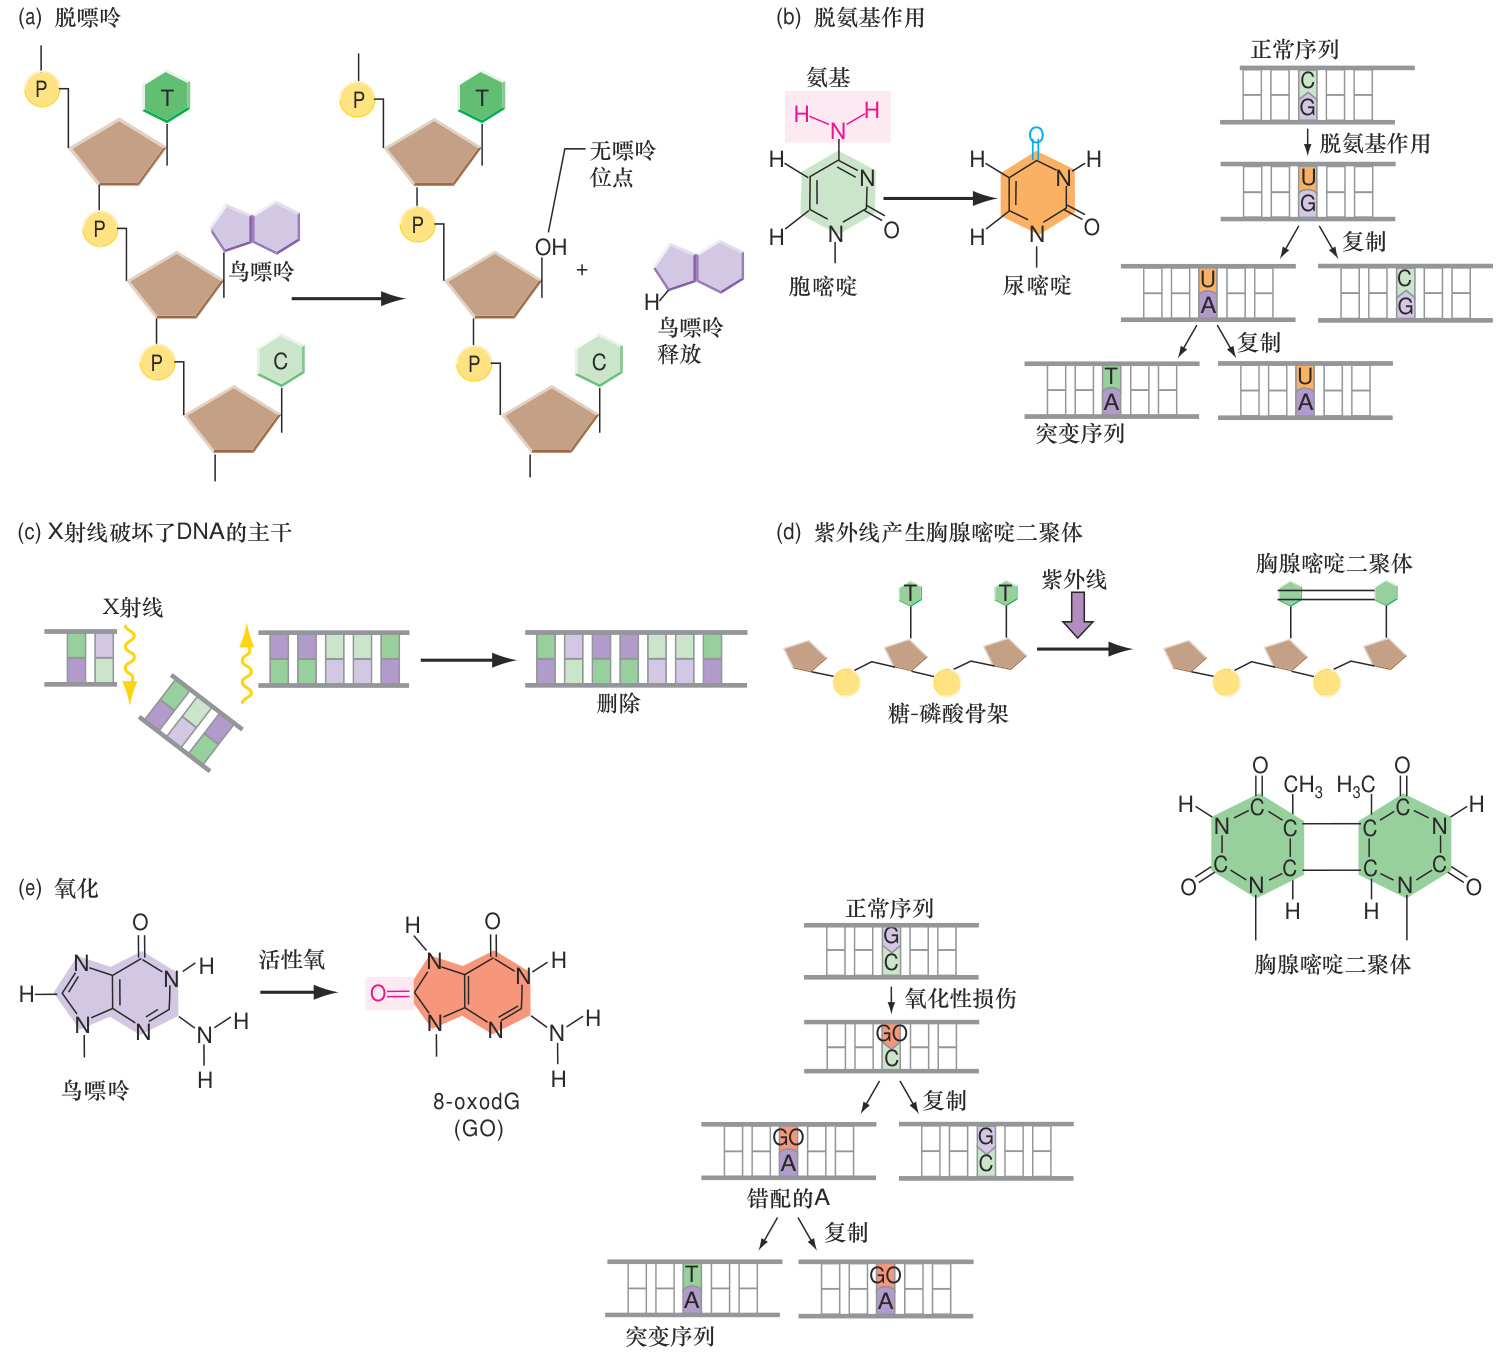 (a) 脱嘌呤
P
T
P
鸟嘌呤
P
C
P
T
无嘌呤
位点
P
OH
+
H
鸟嘌呤
释放
P
C
(b) 脱氨基作用
氨基
H
H
N
H
N
H
N
O
胞嘧啶
O
H
H
N
H
N
O
尿嘧啶
正常序列
C
G
脱氨基作用
U
G
复制
U
A
C
G
复制
T
A
U
A
突变序列
(c) X射线破坏了DNA的主干
X射线
删除
(d) 紫外线产生胸腺嘧啶二聚体
T
T
紫外线
糖-磷酸骨架
胸腺嘧啶二聚体
O
O
CH3
H3C
H
C
C
H
N
C
C
N
C
C
C
C
O
N
N
O
H
H
胸腺嘧啶二聚体
(e) 氧化
O
N
N
H
H
N
N
N
H
H
鸟嘌呤
活性氧
H
O
N
N
H
O
N
N
N
H
H
8-oxodG
(GO)
正常序列
G
C
氧化性损伤
GO
C
复制
GO
A
G
C
错配的A
复制
T
A
GO
A
突变序列